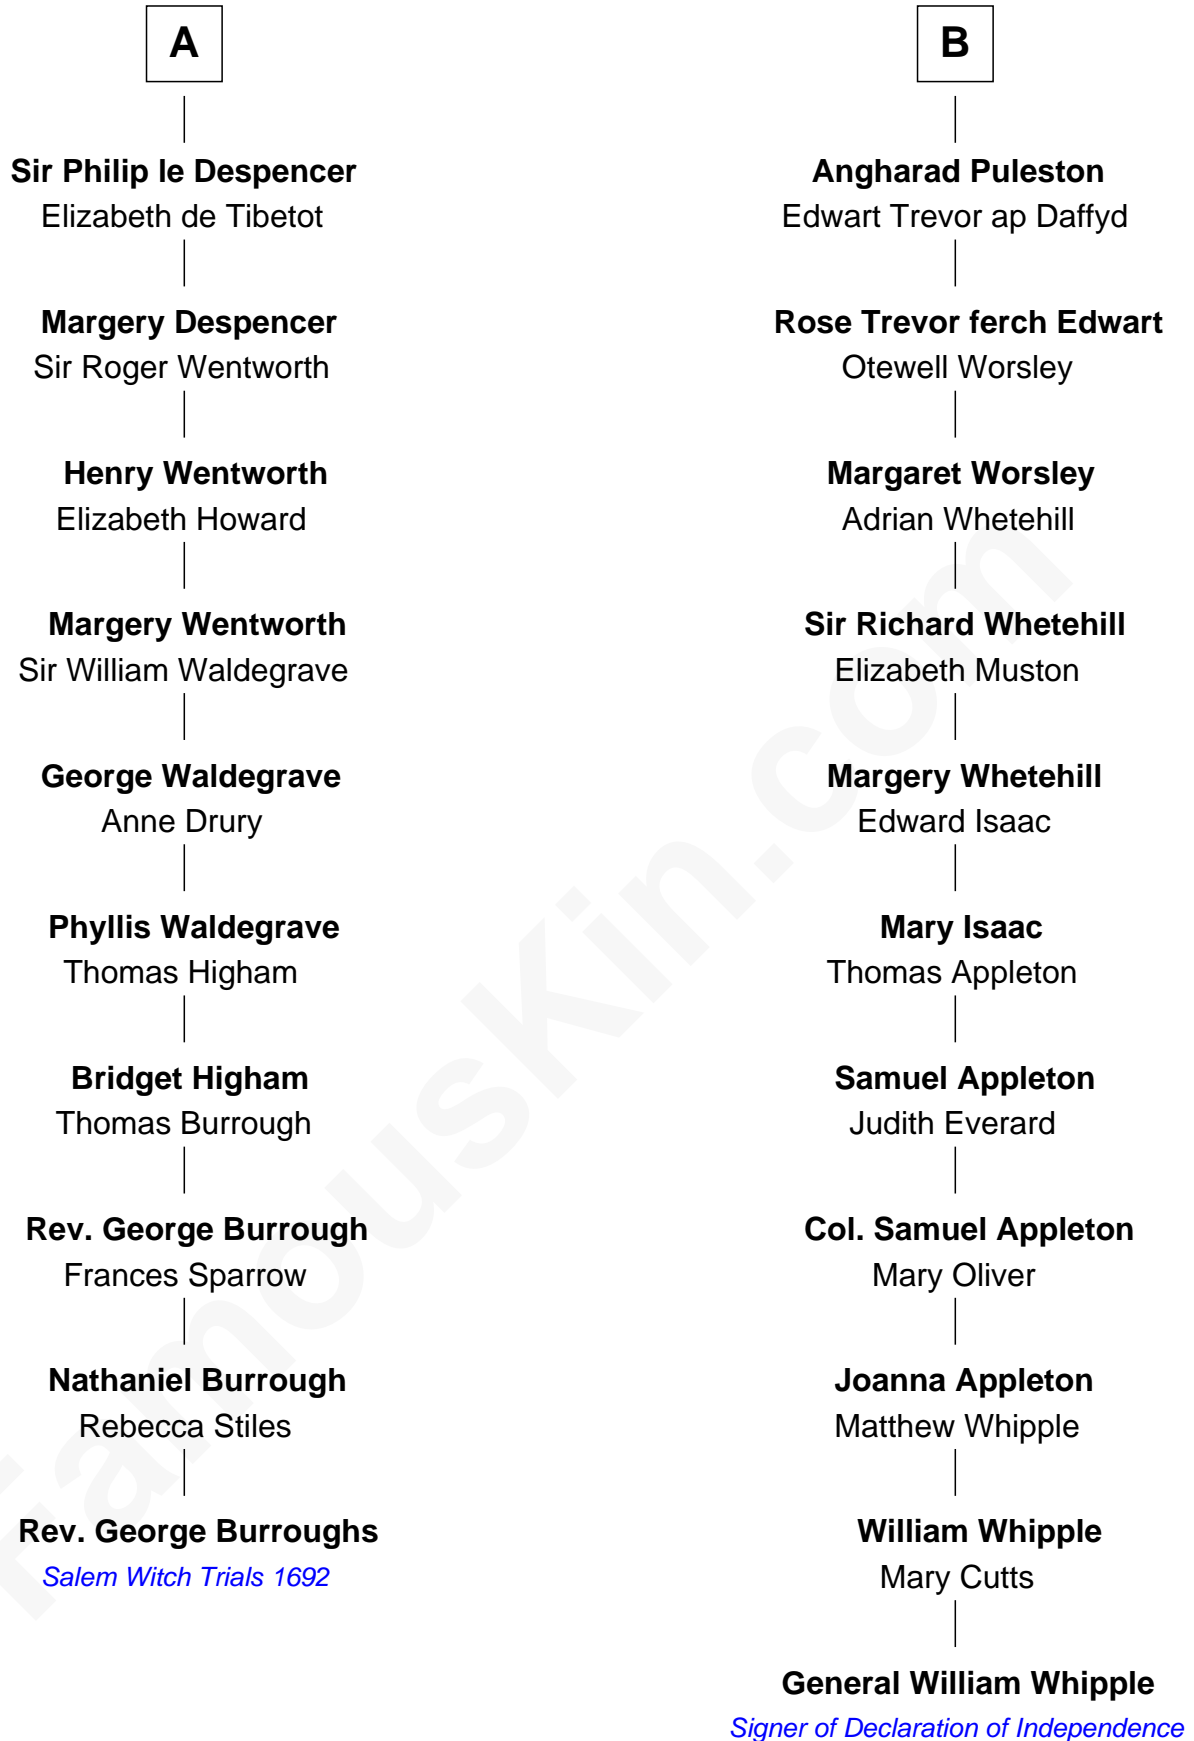 A
Sir Philip le Despencer
Elizabeth de Tibetot
Margery Despencer
Sir Roger Wentworth
Henry Wentworth
Elizabeth Howard
Margery Wentworth
Sir William Waldegrave
George Waldegrave
Anne Drury
Phyllis Waldegrave
Thomas Higham
Bridget Higham
Thomas Burrough
Rev. George Burrough
Frances Sparrow
Nathaniel Burrough
Rebecca Stiles
Rev. George Burroughs
Salem Witch Trials 1692
B
Angharad Puleston
Edwart Trevor ap Daffyd
Rose Trevor ferch Edwart
Otewell Worsley
Margaret Worsley
Adrian Whetehill
Sir Richard Whetehill
Elizabeth Muston
Margery Whetehill
Edward Isaac
Mary Isaac
Thomas Appleton
Samuel Appleton
Judith Everard
Col. Samuel Appleton
Mary Oliver
Joanna Appleton
Matthew Whipple
William Whipple
Mary Cutts
General William Whipple
Signer of Declaration of Independence
FamousKin.com